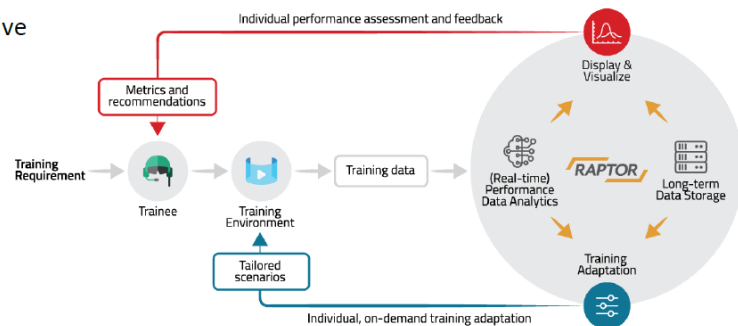 ve
Individual performance assessment and feedback
Metrics and
recommendations
Display &
Visualize
Training
Requirement
Trainee
Training
Environment
Training data
(Real-time)
Performance
Data Analytics
RAPTOR
Long-term
Data Storage
Training
Adaptation
Tailored
scenarios
Individual, on-demand training adaptation